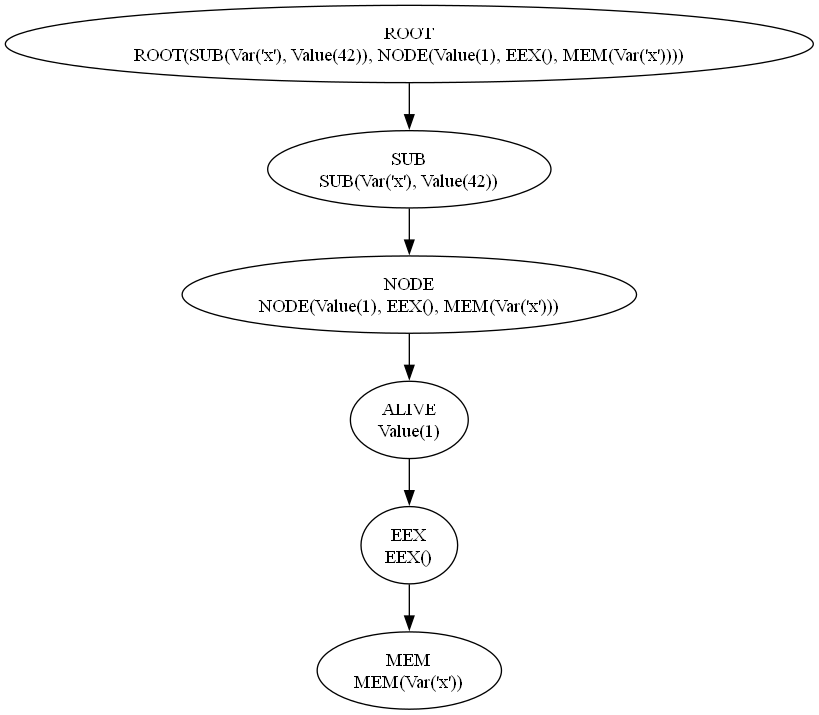 ROOT
ROOT(SUB(Var('x'), Value(42)), NODE(Value(1), EEX(), MEM(Var('x'))))
SUB
SUB(Var('x'), Value(42))
NODE
NODE(Value(1), EEX(), MEM(Var('x')))
ALIVE
Value(1)
EEX
EEX()
MEM
MEM(Var('x'))